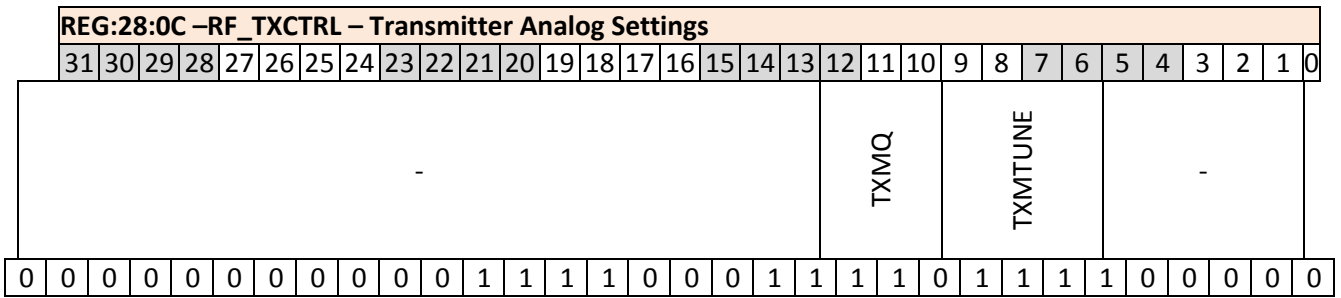 REG:28:0C –RF_TXCTRL – Transmitter Analog Settings
31 30 29 28 27 26 25 24 23 22 21 20 19 18 17 16 15 14 13 12 11 10 9 8 7 6 5 4 3 2 1 0
- TXMQ TXMTUNE -
0 0 0 0 0 0 0 0 0 0 0 1 1 1 1 0 0 0 1 1 1 1 0 1 1 1 1 0 0 0 0 0